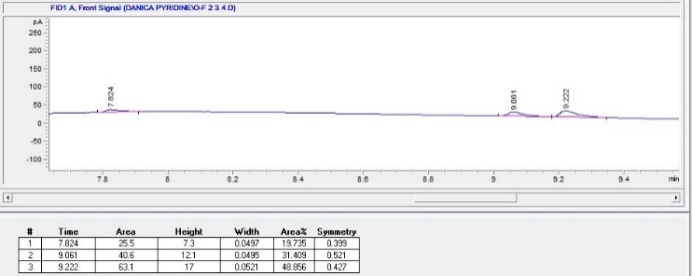 FID1 A, Front Signal (DANICA PYRIDINE\O-F 2 3 4.D)
pA
250
200
150
100
50
0
-50
-100
7.824
9.061
9.222
7.8 8 8.2 8.4 8.6 8.8 9 9.2 9.4 min
# Time Area Height Width Area% Symmetry
1 7.824 25.5 7.3 0.0497 19.735 0.399
2 9.061 40.6 12.1 0.0495 31.409 0.521
3 9.222 63.1 17 0.0521 48.856 0.427